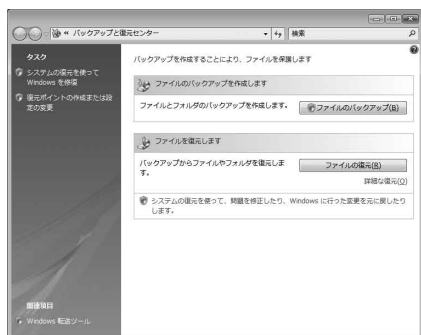 « バックアップと復元センター
検索
タスク
システムの復元を使って
Windows を修復
復元ポイントの作成または設
定の変更
バックアップを作成することにより、ファイルを保護します
ファイルのバックアップを作成します
ファイルとフォルダのバックアップを作成します。
ファイルのバックアップ(B)
ファイルを復元します
バックアップからファイルやフォルダを復元しま
す。
ファイルの復元(R)
詳細な復元(O)
システムの復元を使って、問題を修正したり、Windows に行った変更を元に戻したり
します。
関連項目
Windows 転送ツール